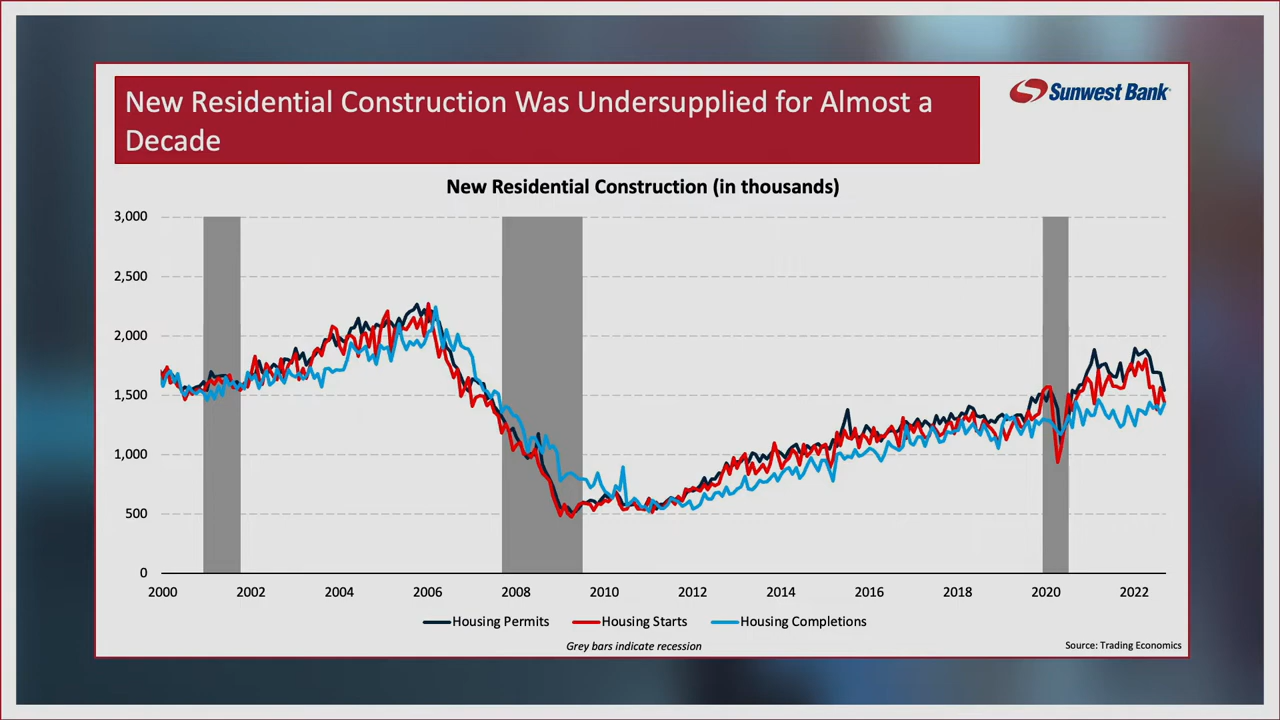 New Residential Construction Was Undersupplied for Almost a
Decade
Sunwest Bank
New Residential Construction (in thousands)
3,000
2,500
2,000
1,500
1,000
500
0
2000 2002 2004 2006 2008 2010 2012 2014 2016 2018 2020 2022
Housing Permits Housing Starts Housing Completions
Grey bars indicate recession
Source: Trading Economics